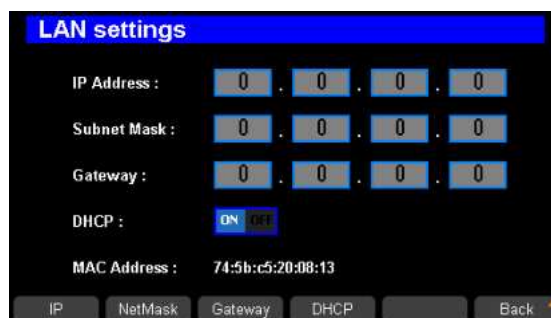 LAN settings
IP Address : 0 . 0 . 0 . 0
Subnet Mask : 0 . 0 . 0 . 0
Gateway : 0 . 0 . 0 . 0
DHCP : ON OFF
MAC Address : 74:5b:c5:20:08:13
IP NetMask Gateway DHCP Back